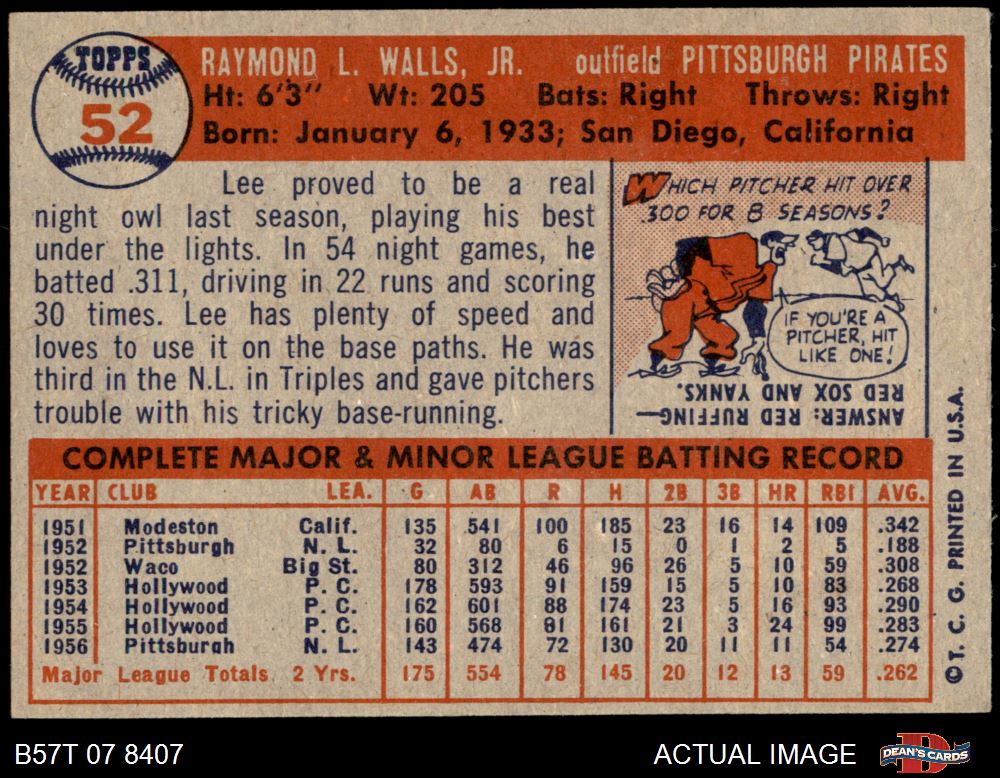 TOPPS
52
RAYMOND L. WALLS, JR. outfield PITTSBURGH PIRATES
Ht: 6'3" Wt: 205 Bats: Right Throws: Right
Born: January 6, 1933; San Diego, California
Lee proved to be a real
night owl last season, playing his best
under the lights. In 54 night games, he
batted .311, driving in 22 runs and scoring
30 times. Lee has plenty of speed and
loves to use it on the base paths. He was
third in the N.L. in Triples and gave pitchers
trouble with his tricky base-running.
WHICH PITCHER HIT OVER
.300 FOR 8 SEASONS?
IF YOU'RE A
PITCHER, HIT
LIKE ONE!
ANSWER: RED RUFFING—
RED SOX AND YANKS.
COMPLETE MAJOR & MINOR LEAGUE BATTING RECORD
YEAR CLUB LEA. G AB R H 2B 3B HR RBI AVG.
1951 Modeston Calif. 135 541 100 185 23 16 14 109 .342
1952 Pittsburgh N. L. 32 80 6 15 0 1 2 5 .188
1952 Waco Big St. 80 312 46 96 26 5 10 59 .308
1953 Hollywood P. C. 178 593 91 159 15 5 10 83 .268
1954 Hollywood P. C. 162 601 88 174 23 5 16 93 .290
1955 Hollywood P. C. 160 568 81 161 21 3 24 99 .283
1956 Pittsburgh N. L. 143 474 72 130 20 11 11 54 .274
Major League Totals 2 Yrs. 175 554 78 145 20 12 13 59 .262
© T. C. G. PRINTED IN U.S.A.
B57T 07 8407
ACTUAL IMAGE
DEAN'S CARDS